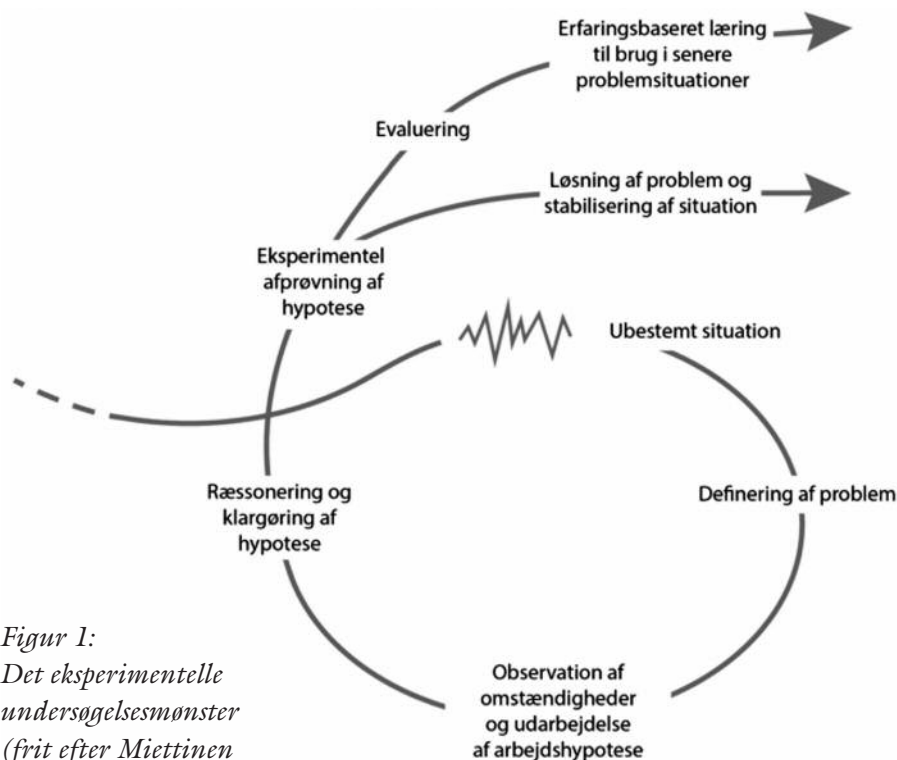 Erfaringsbaseret læring
til brug i senere
problemsituationer
Evaluering
Løsning af problem og
stabilisering af situation
Eksperimentel
afprøvning af
hypotese
Ubestemt situation
Definering af problem
Ræssonering og
klargøring af
hypotese
Observation af
omstændigheder
og udarbejdelse
af arbejdshypotese
Figur 1:
Det eksperimentelle
undersøgelsesmønster
(frit efter Miettinen